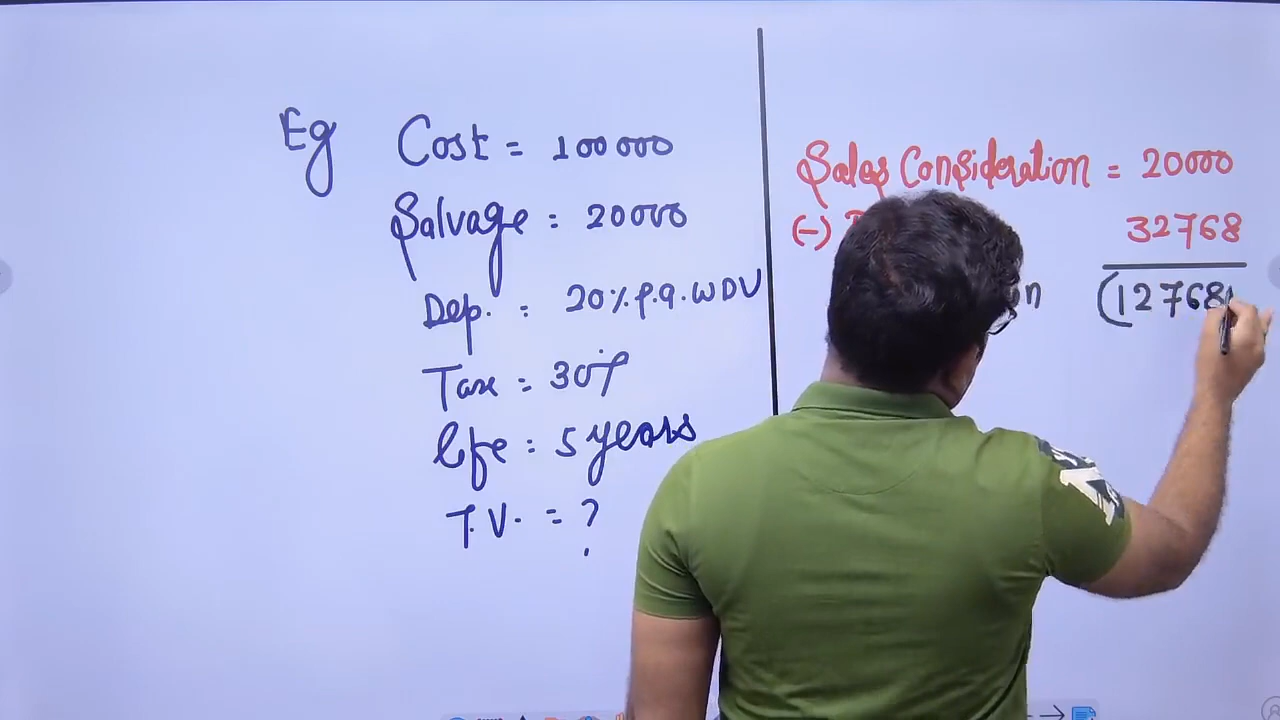 Eg Cost = 100000
Salvage = 20000
Dep. : 20% p.a. WDV
Tax = 30%
life : 5 years
T.V. = ?
Sales Consideration = 20000
(-) 32768
(12768)